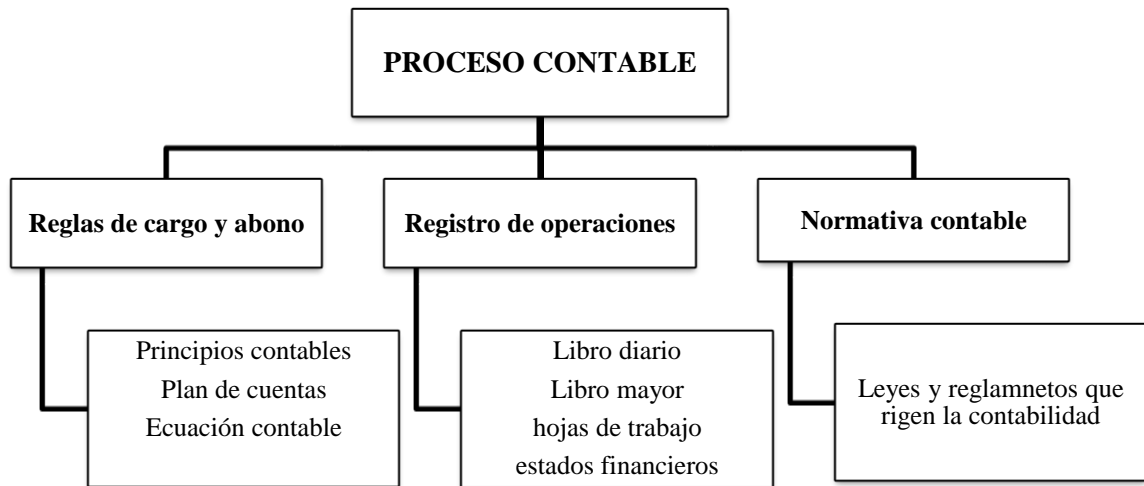 PROCESO CONTABLE
Reglas de cargo y abono
Registro de operaciones
Normativa contable
Principios contables
Plan de cuentas
Ecuación contable
Libro diario
Libro mayor
hojas de trabajo
estados financieros
Leyes y reglamnetos que
rigen la contabilidad